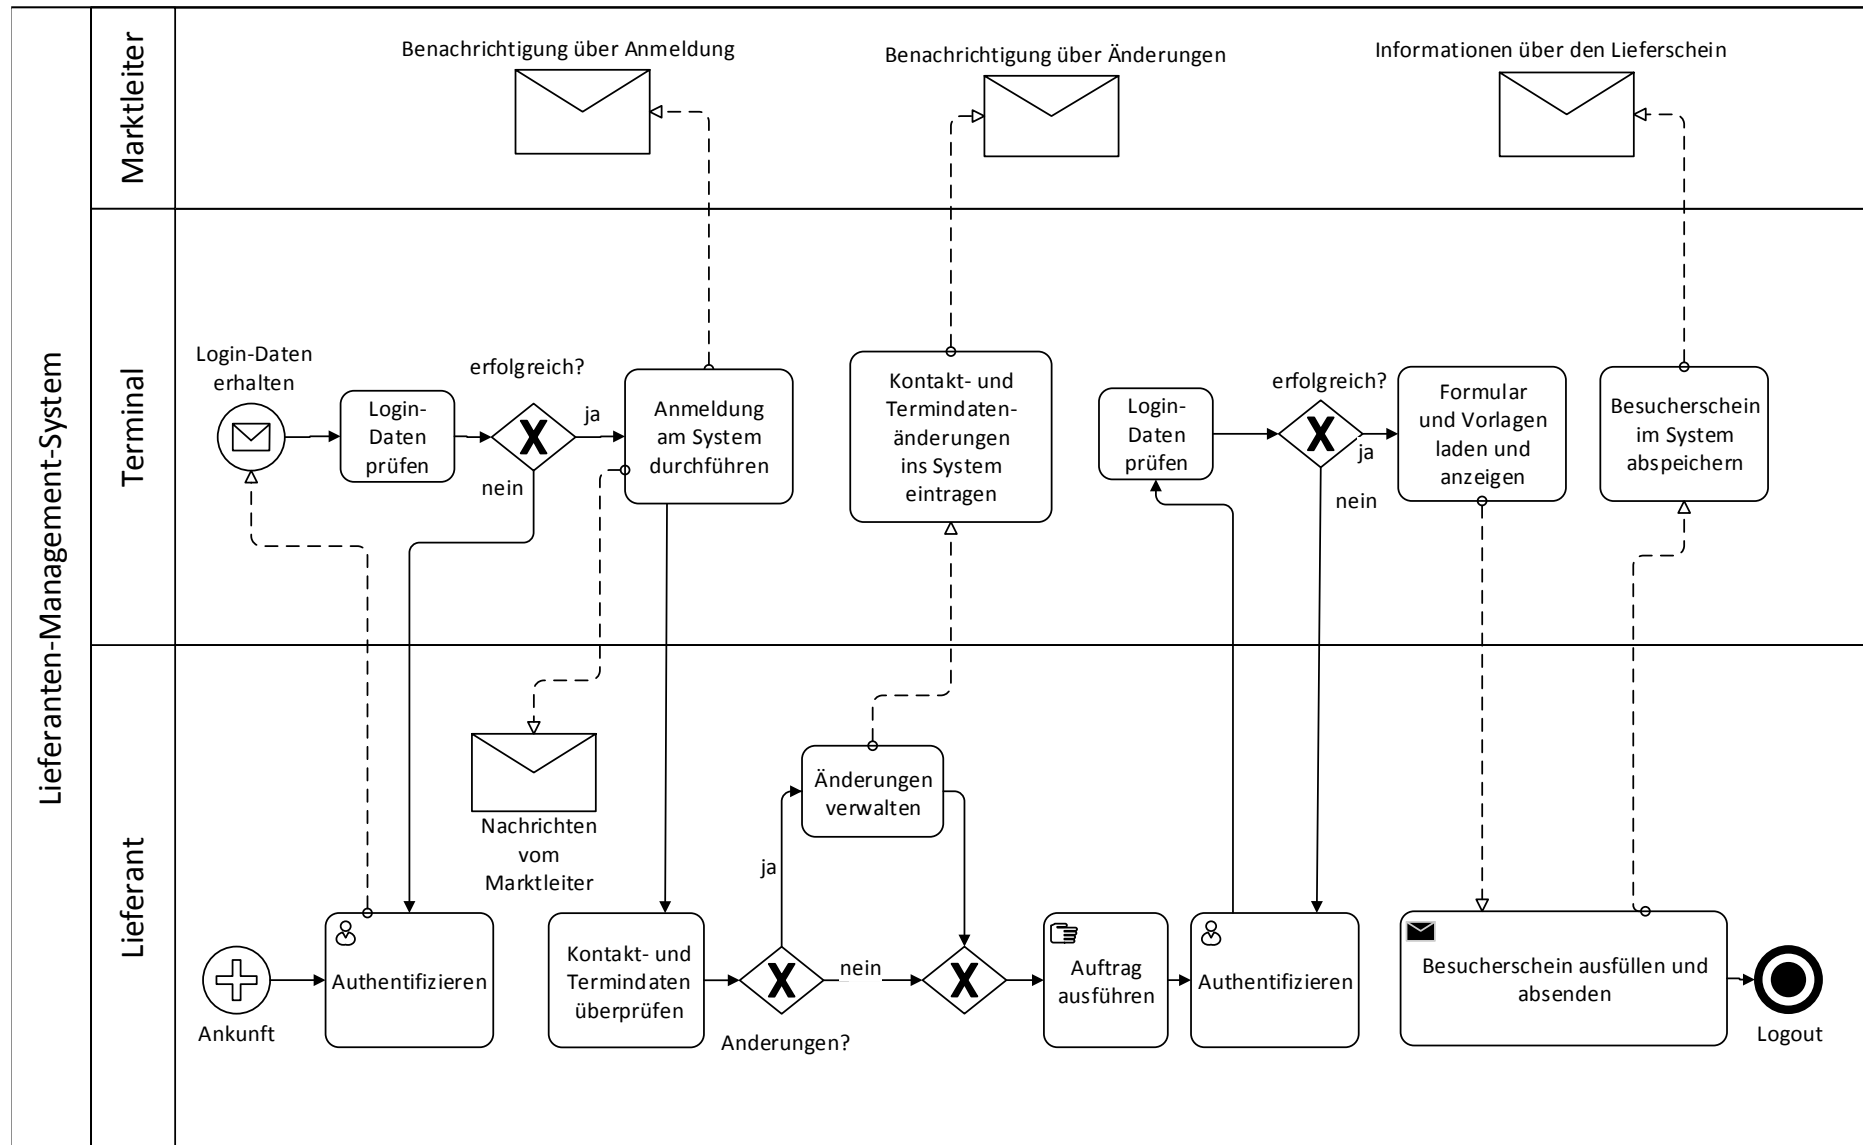 Lieferanten-Management-System
Marktleiter
Benachrichtigung über Anmeldung
Benachrichtigung über Änderungen
Informationen über den Lieferschein
Terminal
Login-Daten
erhalten
Login-
Daten
prüfen
erfolgreich?
ja
nein
Anmeldung
am System
durchführen
Kontakt- und
Termindaten-
änderungen
ins System
eintragen
Login-
Daten
prüfen
erfolgreich?
ja
nein
Formular
und Vorlagen
laden und
anzeigen
Besucherschein
im System
abspeichern
Lieferant
Ankunft
Authentifizieren
Nachrichten
vom
Marktleiter
Kontakt- und
Termindaten
überprüfen
Anderungen?
ja
nein
Änderungen
verwalten
Auftrag
ausführen
Authentifizieren
Besucherschein ausfüllen und
absenden
Logout